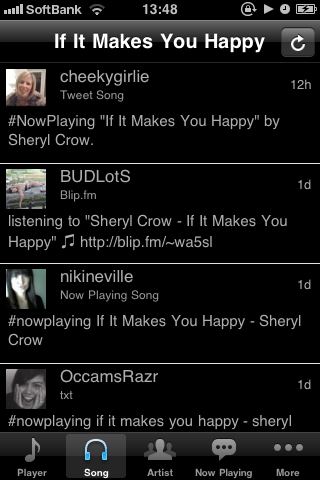 SoftBank 13:48
If It Makes You Happy
cheekygirlie
Tweet Song
12h
#NowPlaying "If It Makes You Happy" by
Sheryl Crow.
BUDLotS
Blip.fm
1d
listening to "Sheryl Crow - If It Makes You
Happy" ♫ http://blip.fm/~wa5sl
nikineville
Now Playing Song
1d
#nowplaying If It Makes You Happy - Sheryl
Crow
OccamsRazr
txt
1d
#nowplaying if it makes you happy - sheryl
Player Song Artist Now Playing More